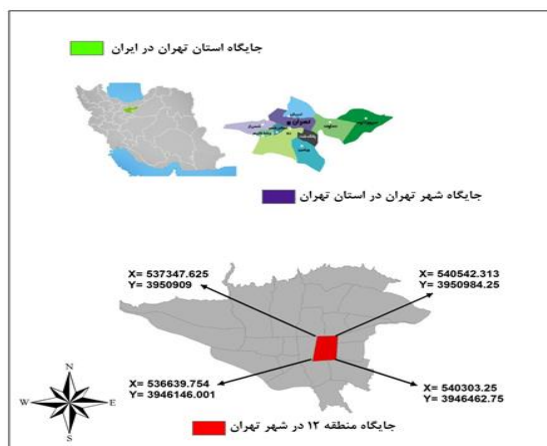 جایگاه استان تهران در ایران
تهران
جایگاه شهر تهران در استان تهران
X= 537347.625
Y= 3950909
X= 540542.313
Y= 3950984.25
X= 536639.754
Y= 3946146.001
X= 540303.25
Y= 3946462.75
N
W
E
S
جایگاه منطقه ۱۲ در شهر تهران